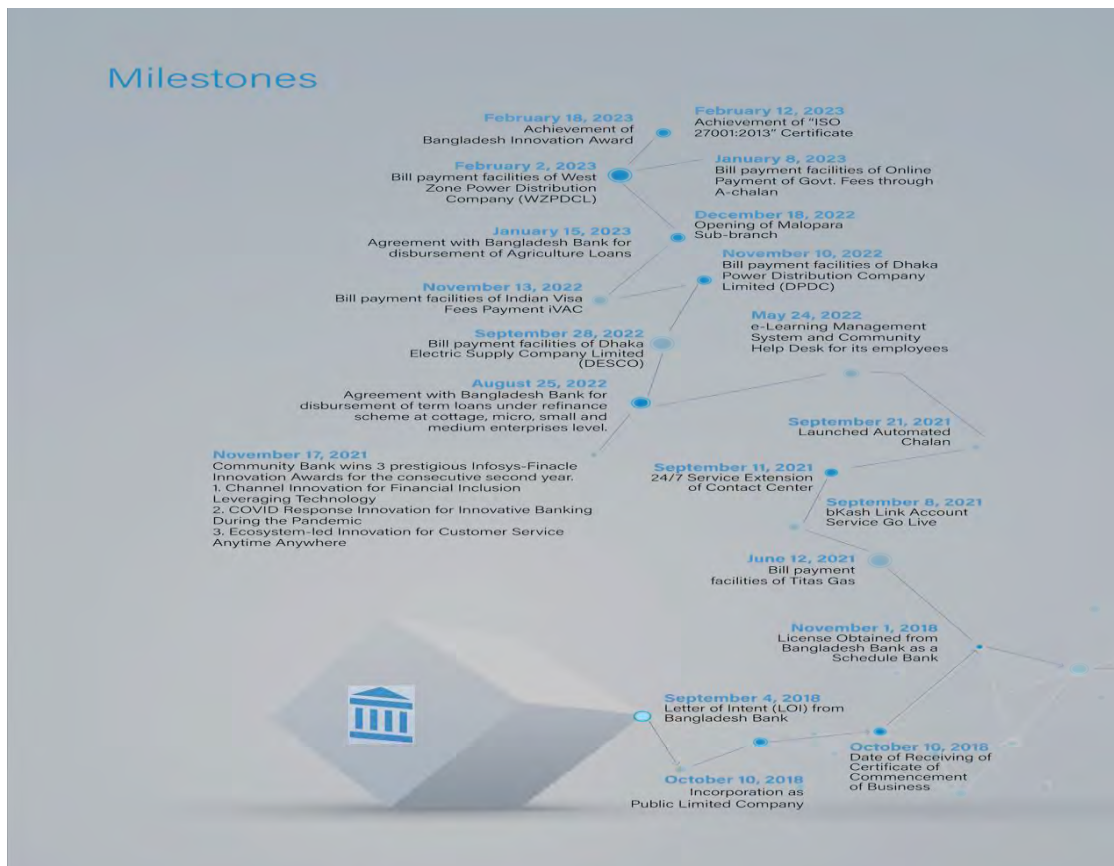 Milestones
February 18, 2023
Achievement of
Bangladesh Innovation Award
February 12, 2023
Achievement of "ISO
27001:2013" Certificate
February 2, 2023
Bill payment facilities of West
Zone Power Distribution
Company (WZPDCL)
January 8, 2023
Bill payment facilities of Online
Payment of Govt. Fees through
A-chalan
January 15, 2023
Agreement with Bangladesh Bank for
disbursement of Agriculture Loans
December 18, 2022
Opening of Malopara
Sub-branch
November 13, 2022
Bill payment facilities of Indian Visa
Fees Payment iVAC
November 10, 2022
Bill payment facilities of Dhaka
Power Distribution Company
Limited (DPDC)
September 28, 2022
Bill payment facilities of Dhaka
Electric Supply Company Limited
(DESCO)
May 24, 2022
e-Learning Management
System and Community
Help Desk for its employees
August 25, 2022
Agreement with Bangladesh Bank for
disbursement of term loans under refinance
scheme at cottage, micro, small and
medium enterprises level.
November 17, 2021
Community Bank wins 3 prestigious Infosys-Finacle
Innovation Awards for the consecutive second year.
1. Channel Innovation for Financial Inclusion
Leveraging Technology
2. COVID Response Innovation for Innovative Banking
During the Pandemic
3. Ecosystem-led Innovation for Customer Service
Anytime Anywhere
September 21, 2021
Launched Automated
Chalan
September 11, 2021
24/7 Service Extension
of Contact Center
September 8, 2021
bKash Link Account
Service Go Live
June 12, 2021
Bill payment
facilities of Titas Gas
November 1, 2018
License Obtained from
Bangladesh Bank as a
Schedule Bank
September 4, 2018
Letter of Intent (LOI) from
Bangladesh Bank
October 10, 2018
Date of Receiving of
Certificate of
Commencement
of Business
October 10, 2018
Incorporation as
Public Limited Company